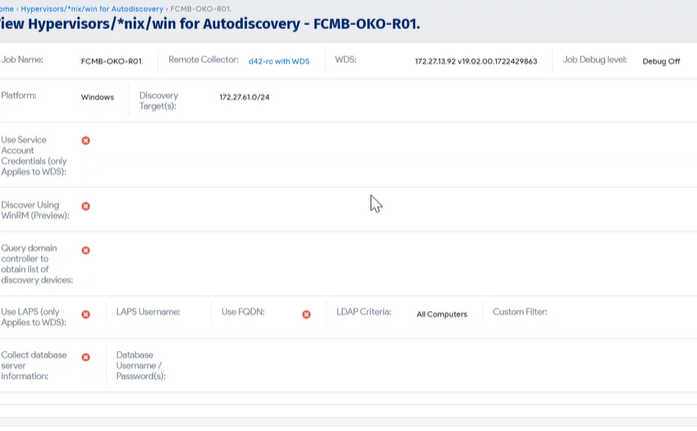 ome › Hypervisors/*nix/win for Autodiscovery › FCMB-OKO-R01.
iew Hypervisors/*nix/win for Autodiscovery - FCMB-OKO-R01.
Job Name: FCMB-OKO-R01. Remote Collector: d42-rc with WDS WDS: 172.27.13.92 v19.02.00.1722429863 Job Debug level: Debug Off
Platform: Windows Discovery 172.27.61.0/24
Target(s):
Use Service
Account
Credentials (only
Applies to WDS):
Discover Using
WinRM (Preview):
Query domain
controller to
obtain list of
discovery devices:
Use LAPS (only LAPS Username: Use FQDN: LDAP Criteria: All Computers Custom Filter:
Applies to WDS):
Collect database Database
server Username /
information: Password(s):